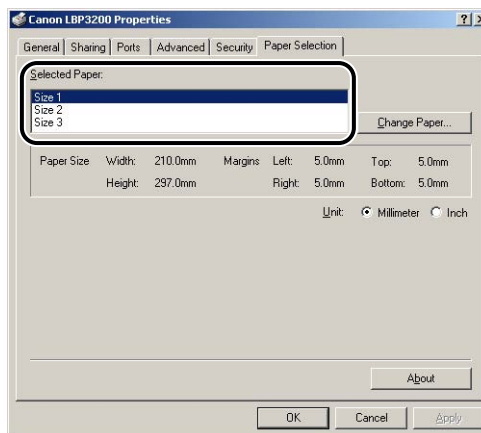 Canon LBP3200 Properties
General Sharing Ports Advanced Security Paper Selection
Selected Paper:
Size 1
Size 2
Size 3
Change Paper...
Paper Size Width: 210.0mm Margins Left: 5.0mm Top: 5.0mm
Height: 297.0mm Right: 5.0mm Bottom: 5.0mm
Unit: Millimeter Inch
About
OK Cancel Apply